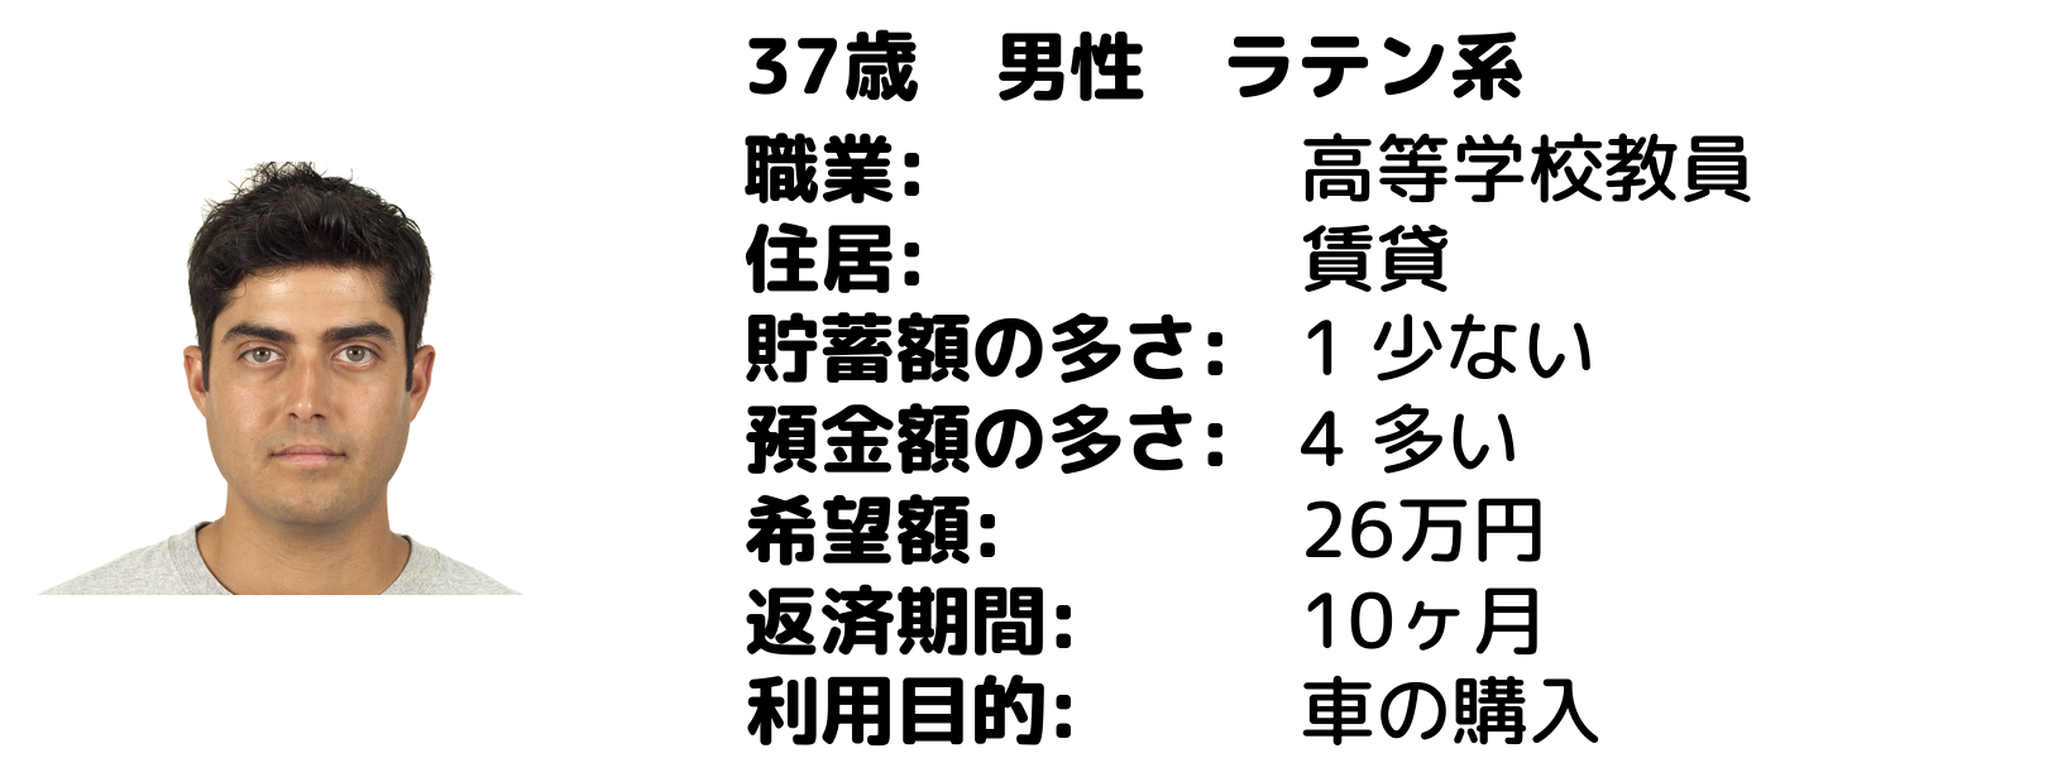 37歳　男性　ラテン系
職業: 高等学校教員
住居: 賃貸
貯蓄額の多さ: 1 少ない
預金額の多さ: 4 多い
希望額: 26万円
返済期間: 10ヶ月
利用目的: 車の購入